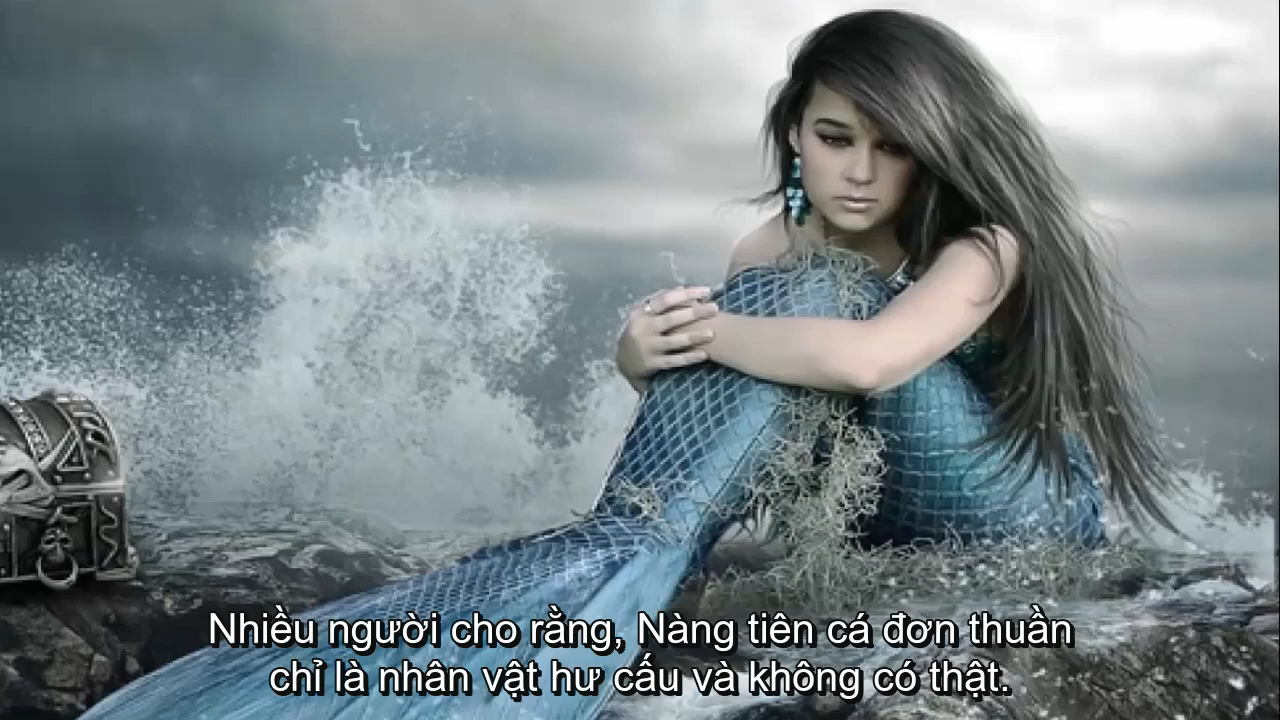 Nhiều người cho rằng, Nàng tiên cá đơn thuần
chỉ là nhân vật hư cấu và không có thật.